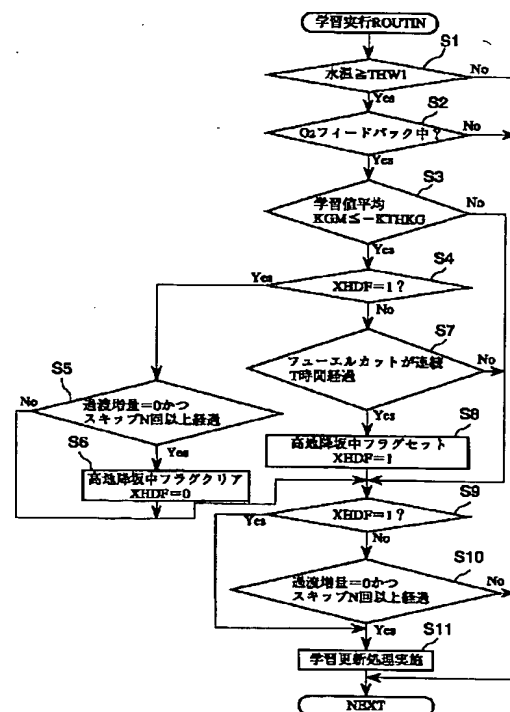 学習実行ROUTIN
S1
水温≧THW1
No
Yes
S2
O2フィードバック中？
No
Yes
S3
学習値平均
KGM≦－KTHKG
No
Yes
S4
XHDF=1？
Yes
No
S7
フューエルカットが連続
T時間経過
No
Yes
S5
過渡増量=0かつ
スキップN回以上経過
No
Yes
S6
高地降坂中フラグクリア
XHDF=0
S8
高地降坂中フラグセット
XHDF=1
S9
XHDF=1？
Yes
No
S10
過渡増量=0かつ
スキップN回以上経過
No
Yes
S11
学習更新処理実施
NEXT